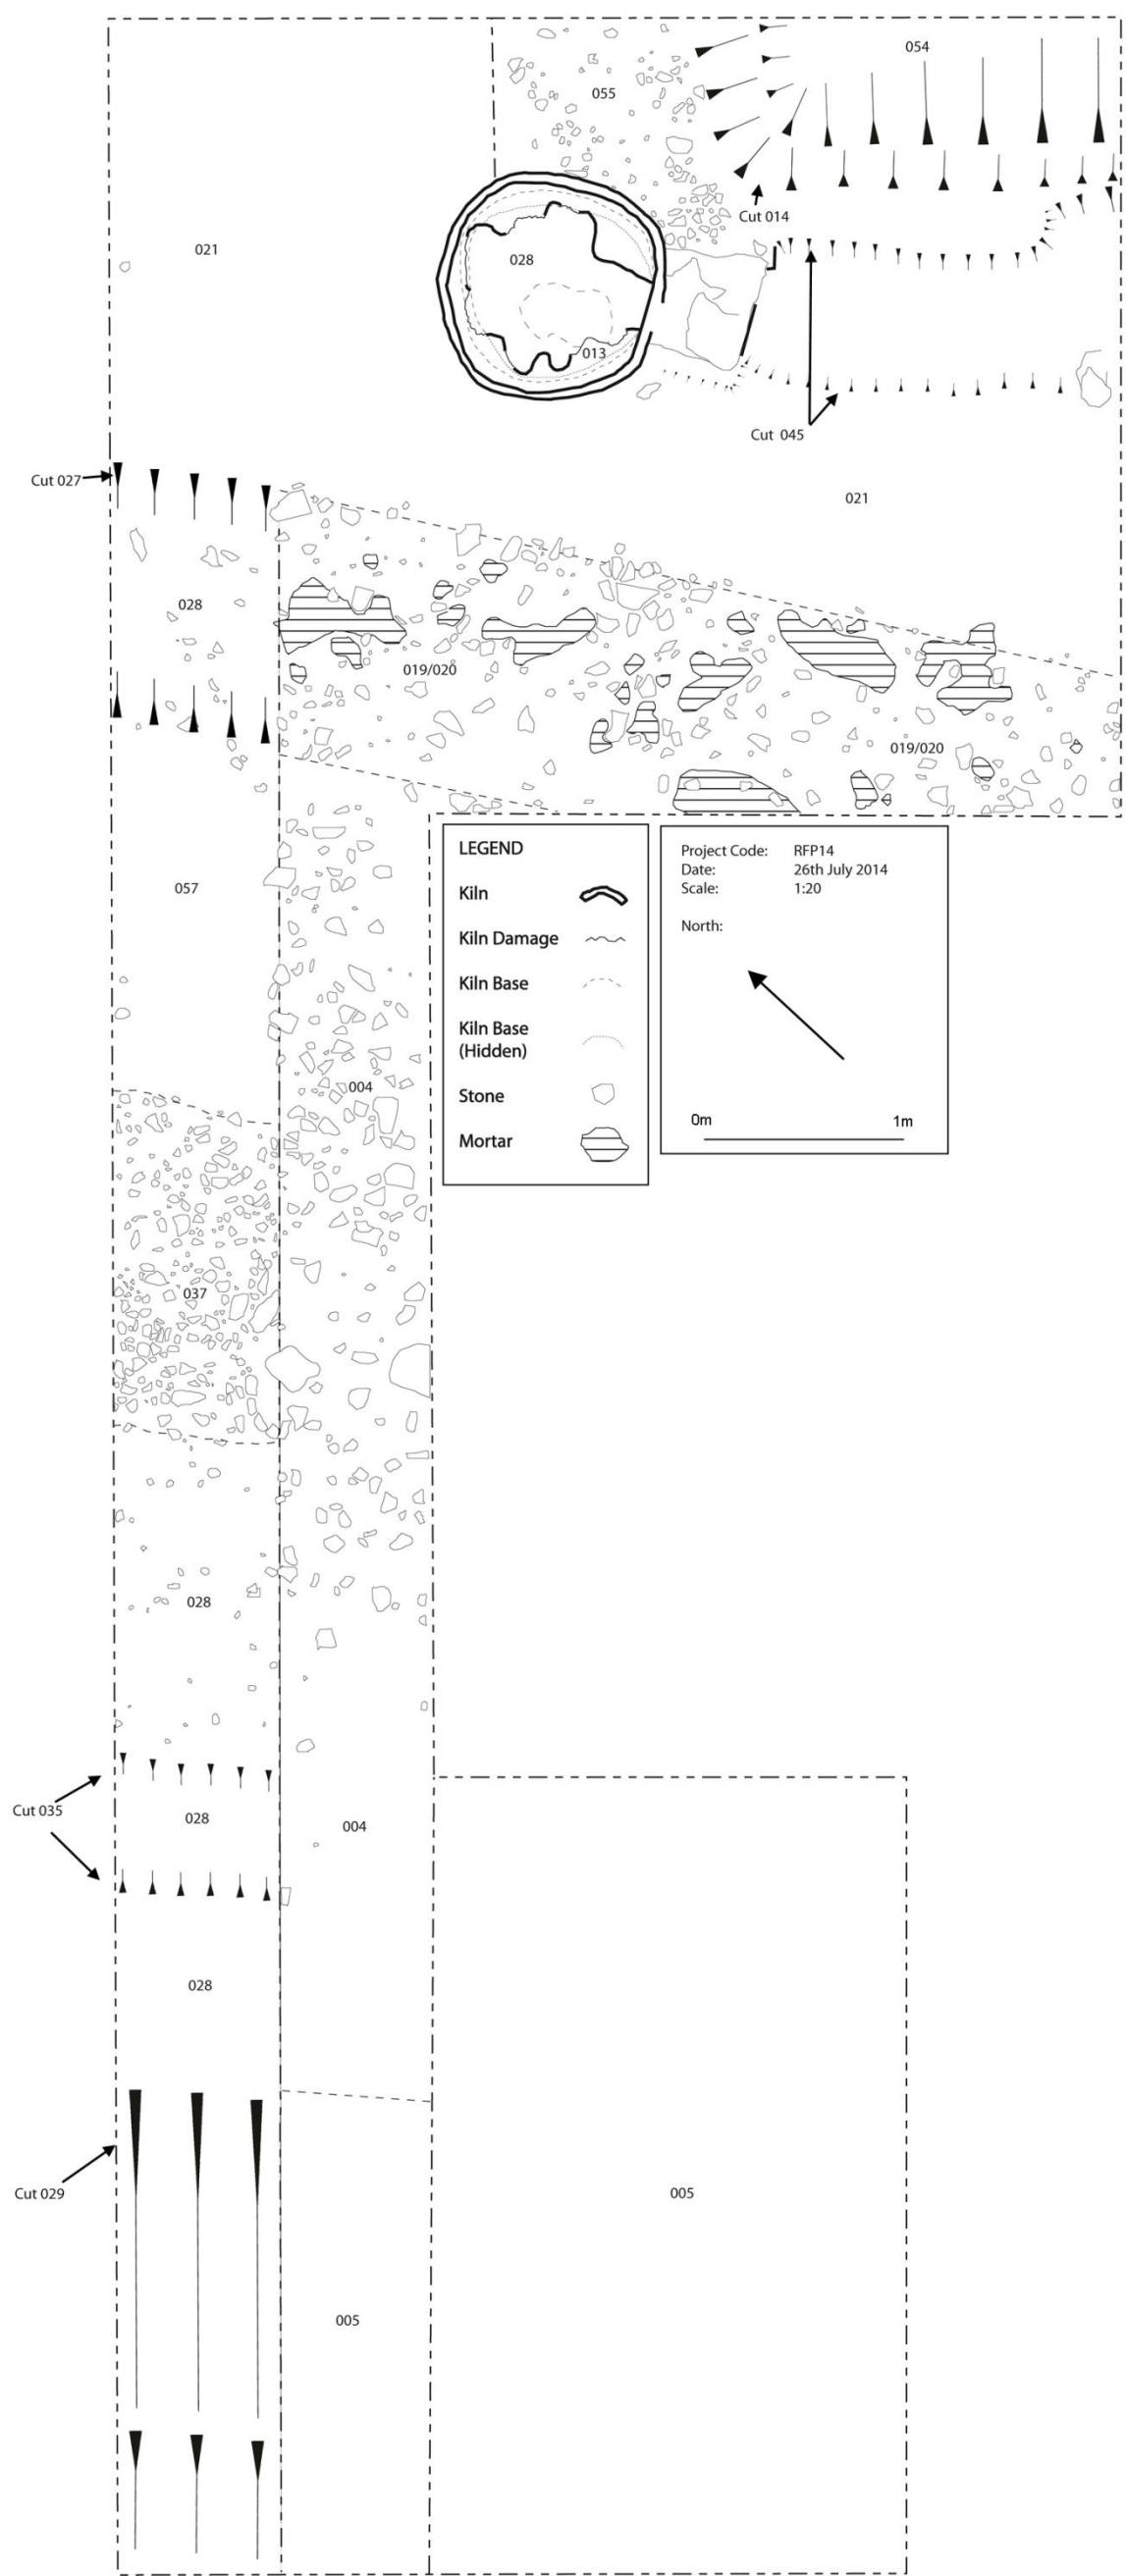 054
055
Cut 014
021
028
013
Cut 045
Cut 027
021
028
019/020
019/020
057
LEGEND
Kiln
Kiln Damage
Kiln Base
Kiln Base
(Hidden)
Stone
Mortar
Project Code: RFP14
Date: 26th July 2014
Scale: 1:20
North:
0m 1m
004
037
028
Cut 035
028
004
028
Cut 029
005
005